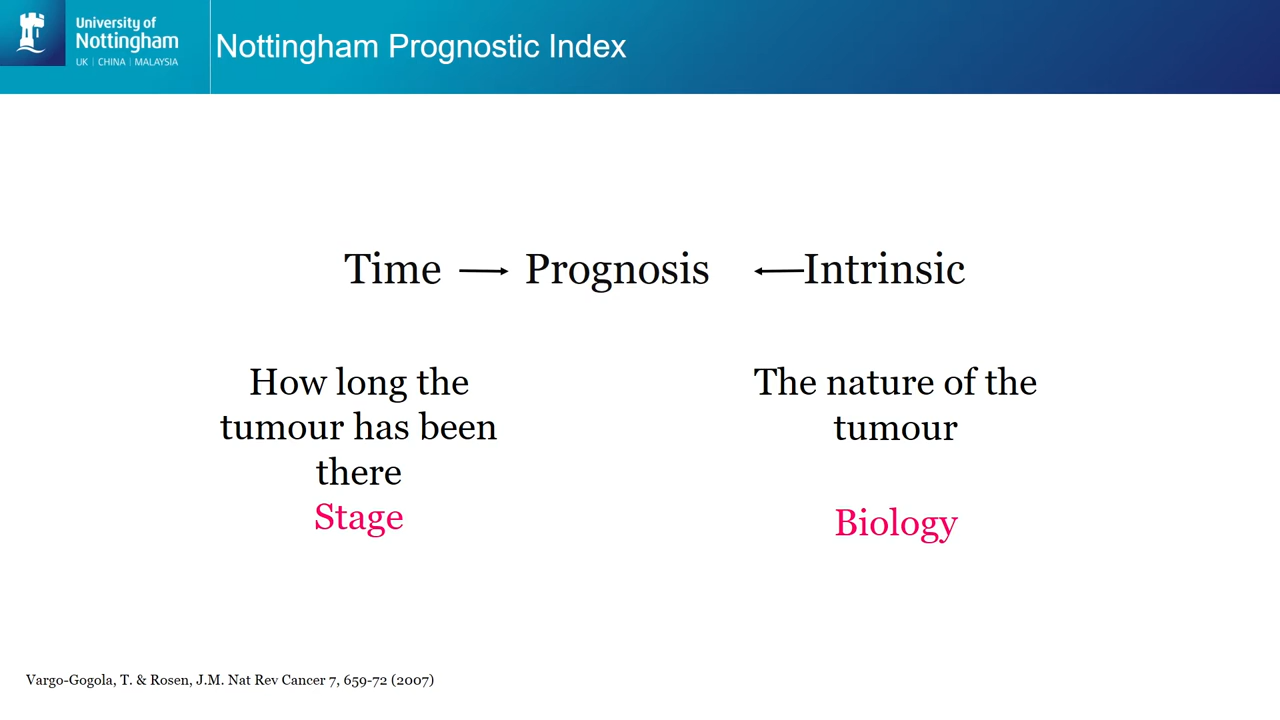 University of
Nottingham
UK | CHINA | MALAYSIA
Nottingham Prognostic Index
Time → Prognosis ← Intrinsic
How long the
tumour has been
there
Stage
The nature of the
tumour
Biology
Vargo-Gogola, T. & Rosen, J.M. Nat Rev Cancer 7, 659-72 (2007)